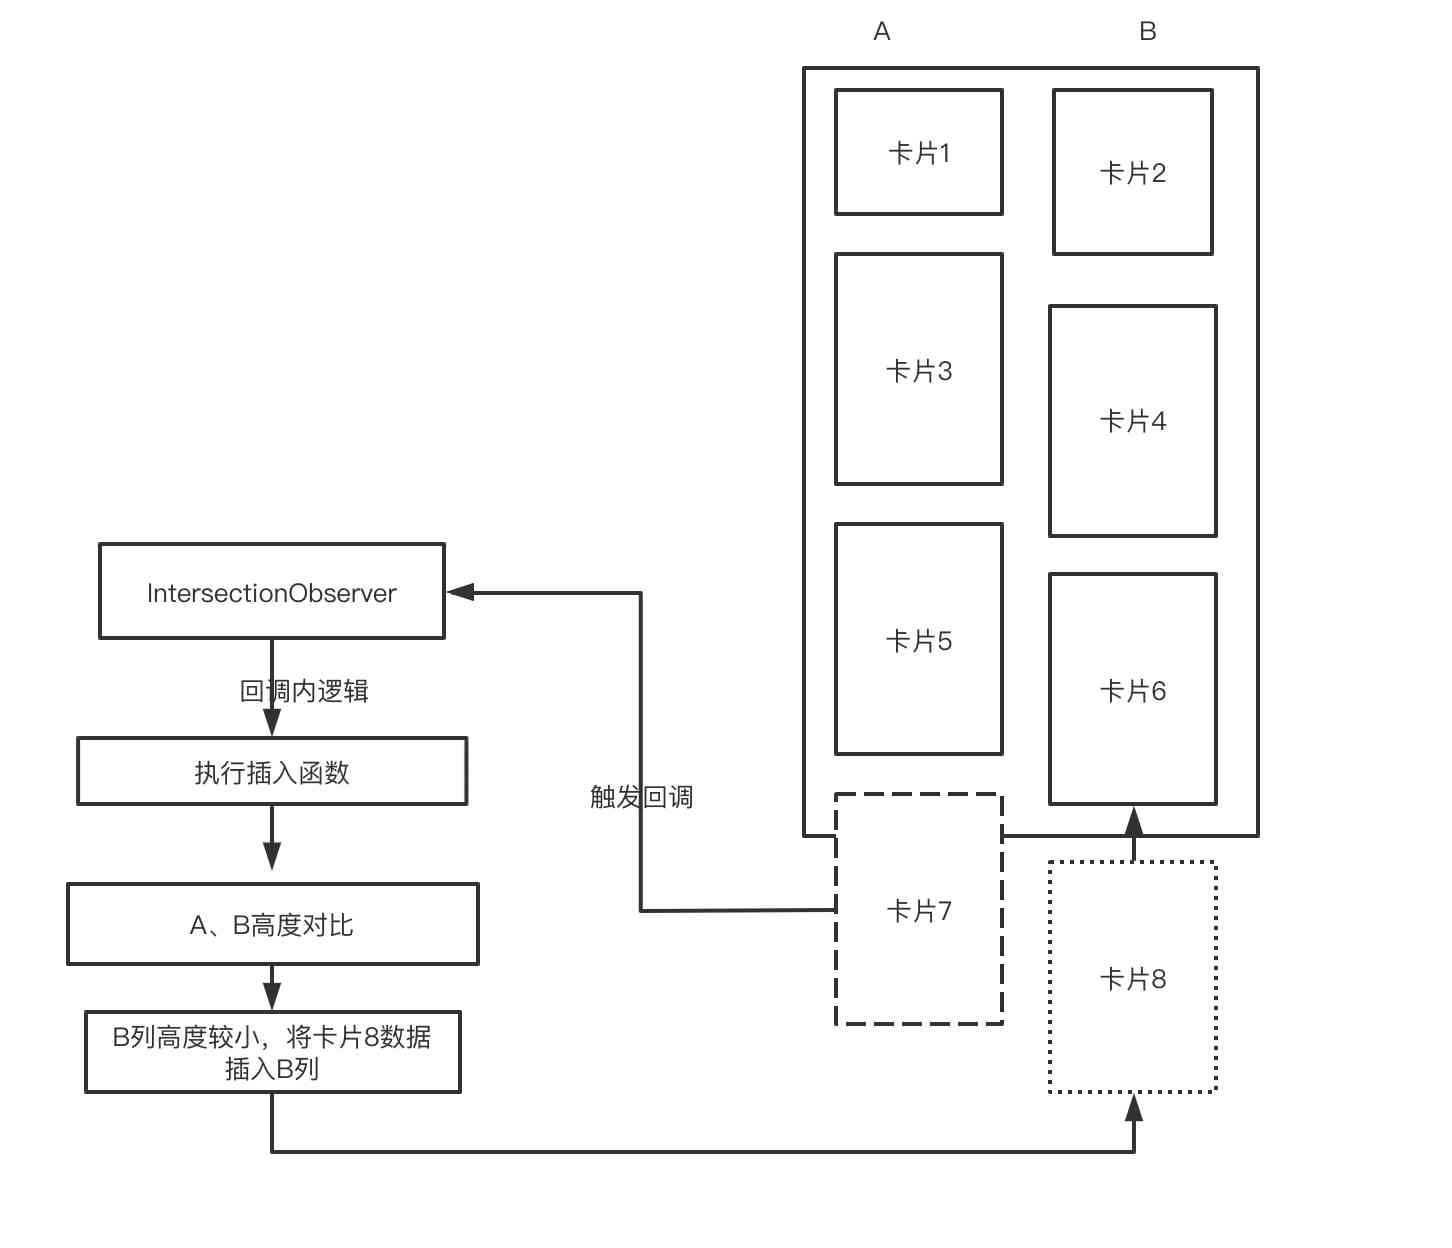 A
B
卡片1
卡片2
卡片3
卡片4
卡片5
卡片6
卡片7
卡片8
IntersectionObserver
回调内逻辑
执行插入函数
触发回调
A、B高度对比
B列高度较小，将卡片8数据
插入B列